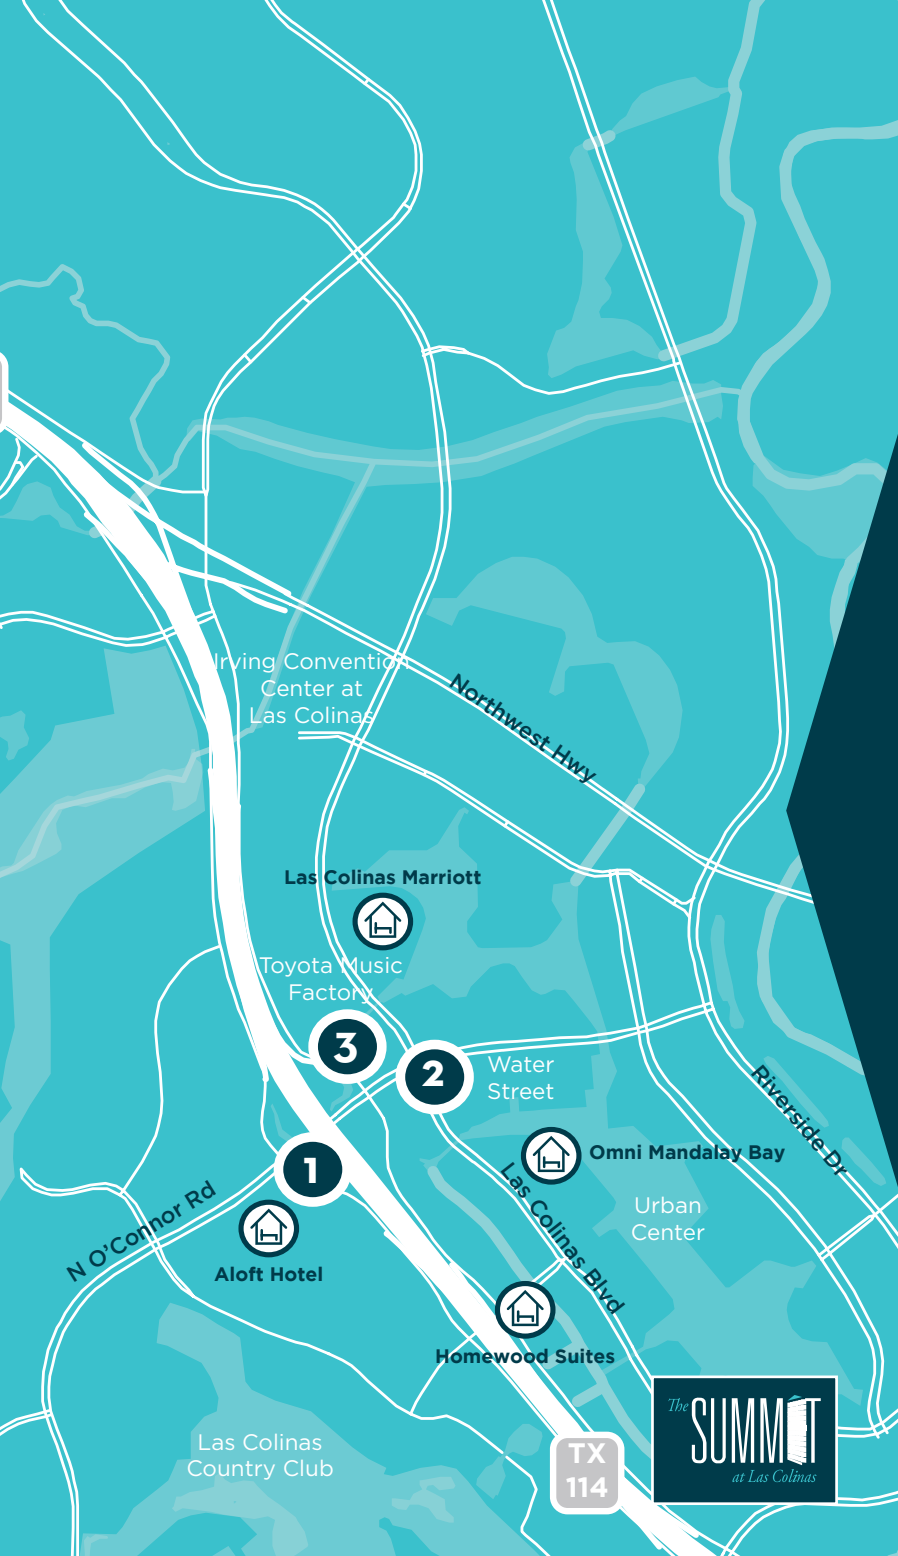 Irving Convention
Center at
Las Colinas
Northwest Hwy
Las Colinas Marriott
Toyota Music
Factory
3
2
Water
Street
Riverside Dr
1
Omni Mandalay Bay
N O’Connor Rd
Las Colinas Blvd
Urban
Center
Aloft Hotel
Homewood Suites
The
SUMMIT
at Las Colinas
Las Colinas
Country Club
TX
114